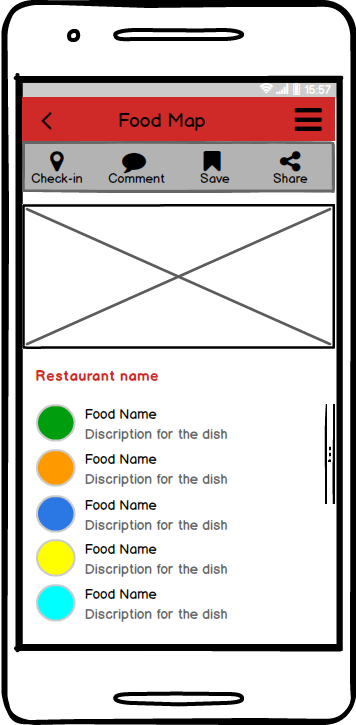 15:57
Food Map
Check-in Comment Save Share
Restaurant name
Food Name
Discription for the dish
Food Name
Discription for the dish
Food Name
Discription for the dish
Food Name
Discription for the dish
Food Name
Discription for the dish